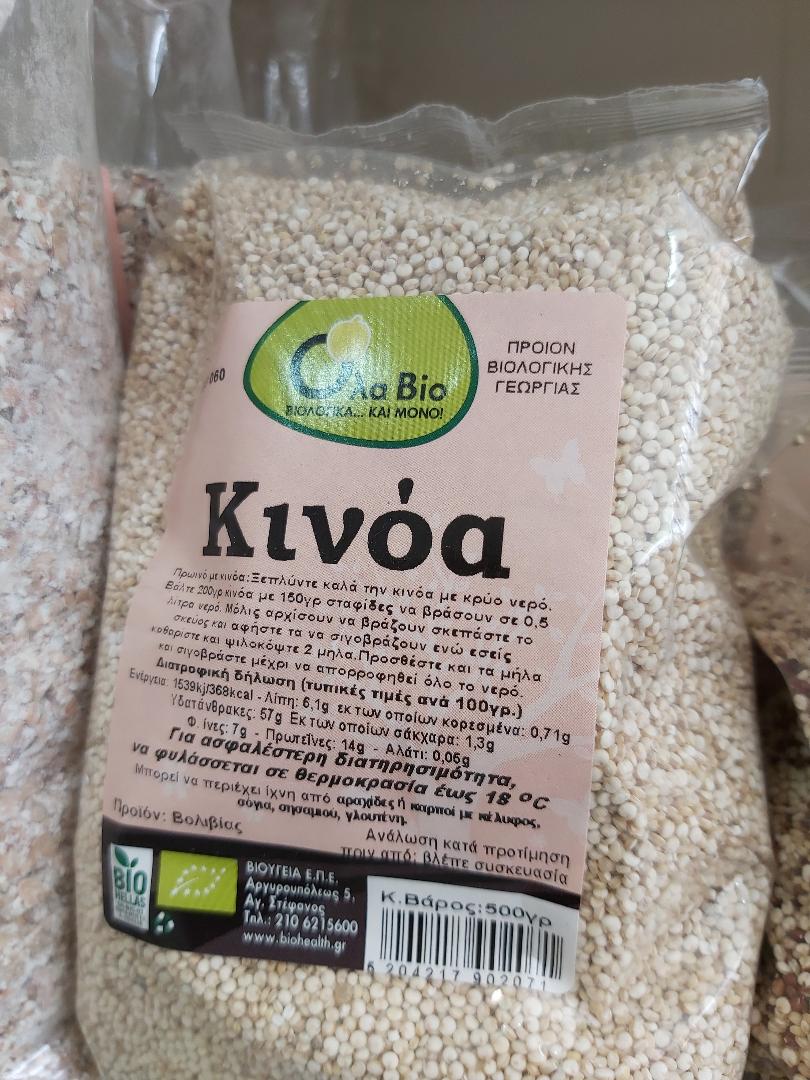 Όλα Bio
ΒΙΟΛΟΓΙΚΑ... ΚΑΙ ΜΟΝΟ!
060
ΠΡΟΙΟΝ
ΒΙΟΛΟΓΙΚΗΣ
ΓΕΩΡΓΙΑΣ
Κινόα
Πρωινό με κινόα: Ξεπλύντε καλά την κινόα με κρύο νερό.
Βάλτε 200γρ κινόα με 150γρ σταφίδες να βράσουν σε 0,5
λίτρα νερό. Μόλις αρχίσουν να βράζουν σκεπάστε το
σκεύος και αφήστε τα να σιγοβράζουν ενώ εσείς
καθαρίστε και ψιλοκόψτε 2 μήλα. Προσθέστε και τα μήλα
και σιγοβράστε μέχρι να απορροφηθεί όλο το νερό.
Διατροφική δήλωση (τυπικές τιμές ανά 100γρ.)
Ενέργεια: 1539kj/368kcal - Λίπη: 6,1g εκ των οποίων κορεσμένα: 0,71g
Υδατάνθρακες: 57g Εκ των οποίων σάκχαρα: 1,3g
Φ. ίνες: 7g - Πρωτεΐνες: 14g - Αλάτι: 0,05g
Για ασφαλέστερη διατηρησιμότητα,
να φυλάσσεται σε θερμοκρασία έως 18 °C
Μπορεί να περιέχει ίχνη από αραχίδες ή καρποί με κέλυφος,
σόγια, σησαμιού, γλουτένη.
Προϊόν: Βολιβίας
Ανάλωση κατά προτίμηση
πριν από: βλέπε συσκευασία
BIO
HELLAS
ΒΙΟΥΓΕΙΑ Ε.Π.Ε.
Αργυρουπόλεως 5,
Αγ. Στέφανος
Τηλ.: 210 6215600
www.biohealth.gr
Κ.Βάρος:500γρ
5 204217 902071